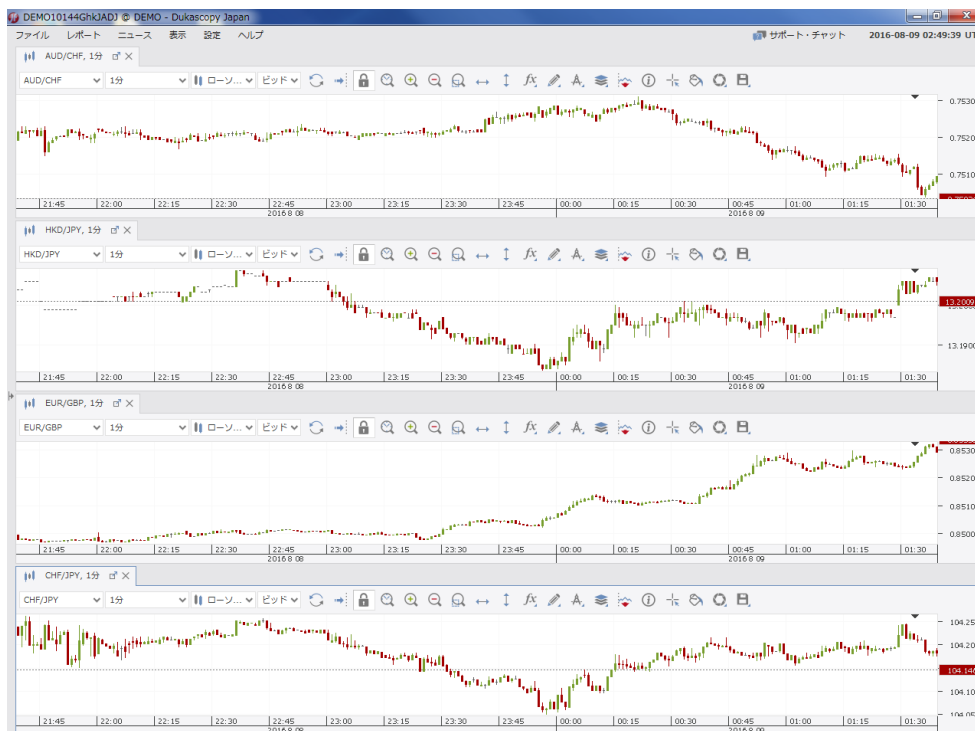 DEMO10144GhkJADJ @ DEMO - Dukascopy Japan
ファイル レポート ニュース 表示 設定 ヘルプ サポート・チャット 2016-08-09 02:49:39 UT
AUD/CHF, 1分
AUD/CHF 1分 ローソ... ビッド
0.7530
0.7520
0.7510
21:45 22:00 22:15 22:30 22:45 23:00 23:15 23:30 23:45 00:00 00:15 00:30 00:45 01:00 01:15 01:30
2016 8 08 2016 8 09
HKD/JPY, 1分
HKD/JPY 1分 ローソ... ビッド
13.2009
13.1900
21:45 22:00 22:15 22:30 22:45 23:00 23:15 23:30 23:45 00:00 00:15 00:30 00:45 01:00 01:15 01:30
2016 8 08 2016 8 09
EUR/GBP, 1分
EUR/GBP 1分 ローソ... ビッド
0.8530
0.8520
0.8510
0.8500
21:45 22:00 22:15 22:30 22:45 23:00 23:15 23:30 23:45 00:00 00:15 00:30 00:45 01:00 01:15 01:30
2016 8 08 2016 8 09
CHF/JPY, 1分
CHF/JPY 1分 ローソ... ビッド
104.25
104.20
104.146
104.10
104.05
21:45 22:00 22:15 22:30 22:45 23:00 23:15 23:30 23:45 00:00 00:15 00:30 00:45 01:00 01:15 01:30
2016 8 08 2016 8 09